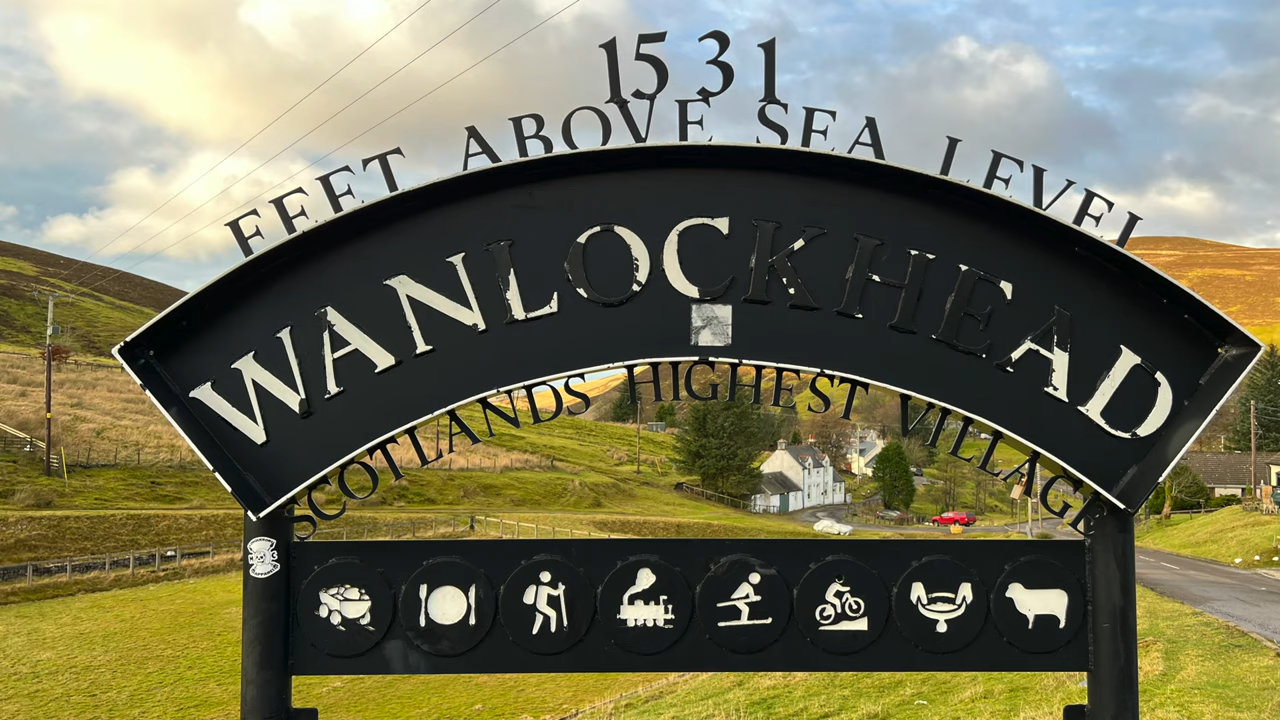 1531
FEET ABOVE SEA LEVEL
WANLOCKHEAD
SCOTLANDS HIGHEST VILLAGE